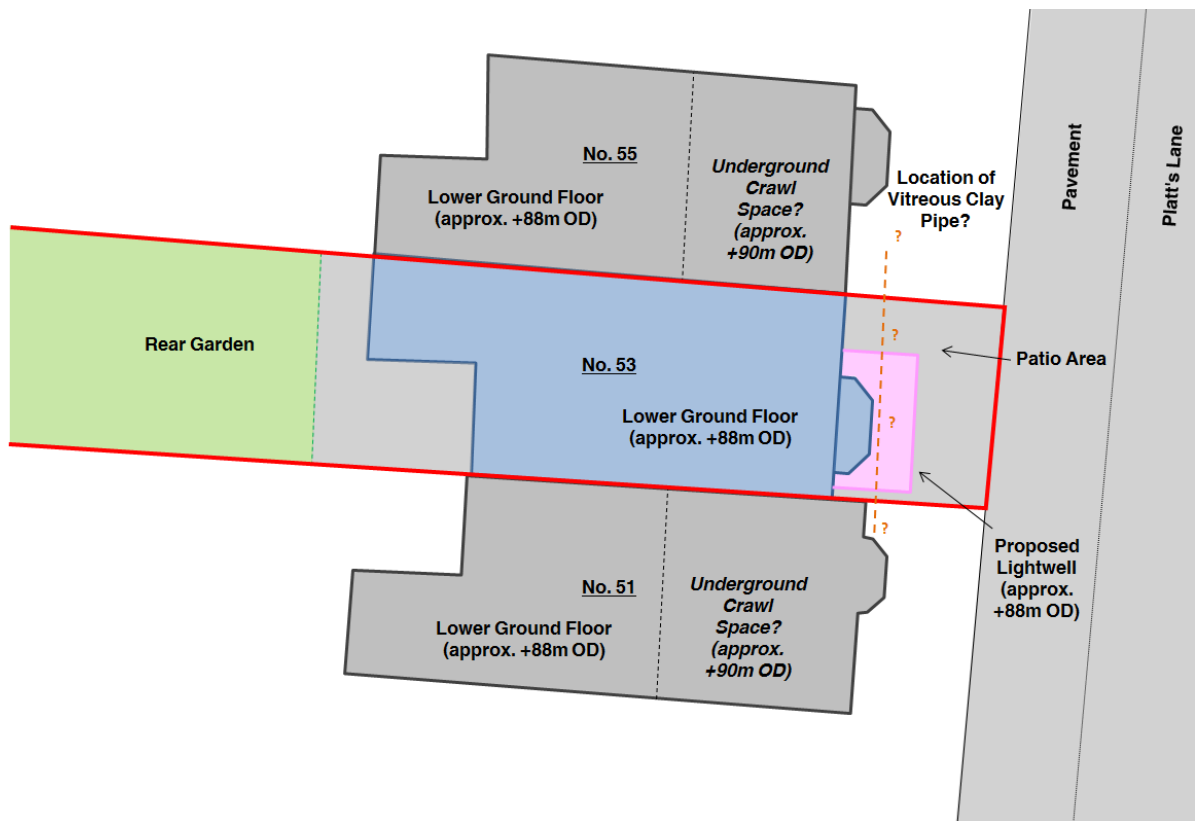 No. 55
Lower Ground Floor
(approx. +88m OD)
Underground
Crawl
Space?
(approx.
+90m OD)
Location of
Vitreous Clay
Pipe?
?
?
?
?
Pavement
Platt's Lane
Rear Garden
No. 53
Lower Ground Floor
(approx. +88m OD)
Patio Area
Proposed
Lightwell
(approx.
+88m OD)
No. 51
Lower Ground Floor
(approx. +88m OD)
Underground
Crawl
Space?
(approx.
+90m OD)